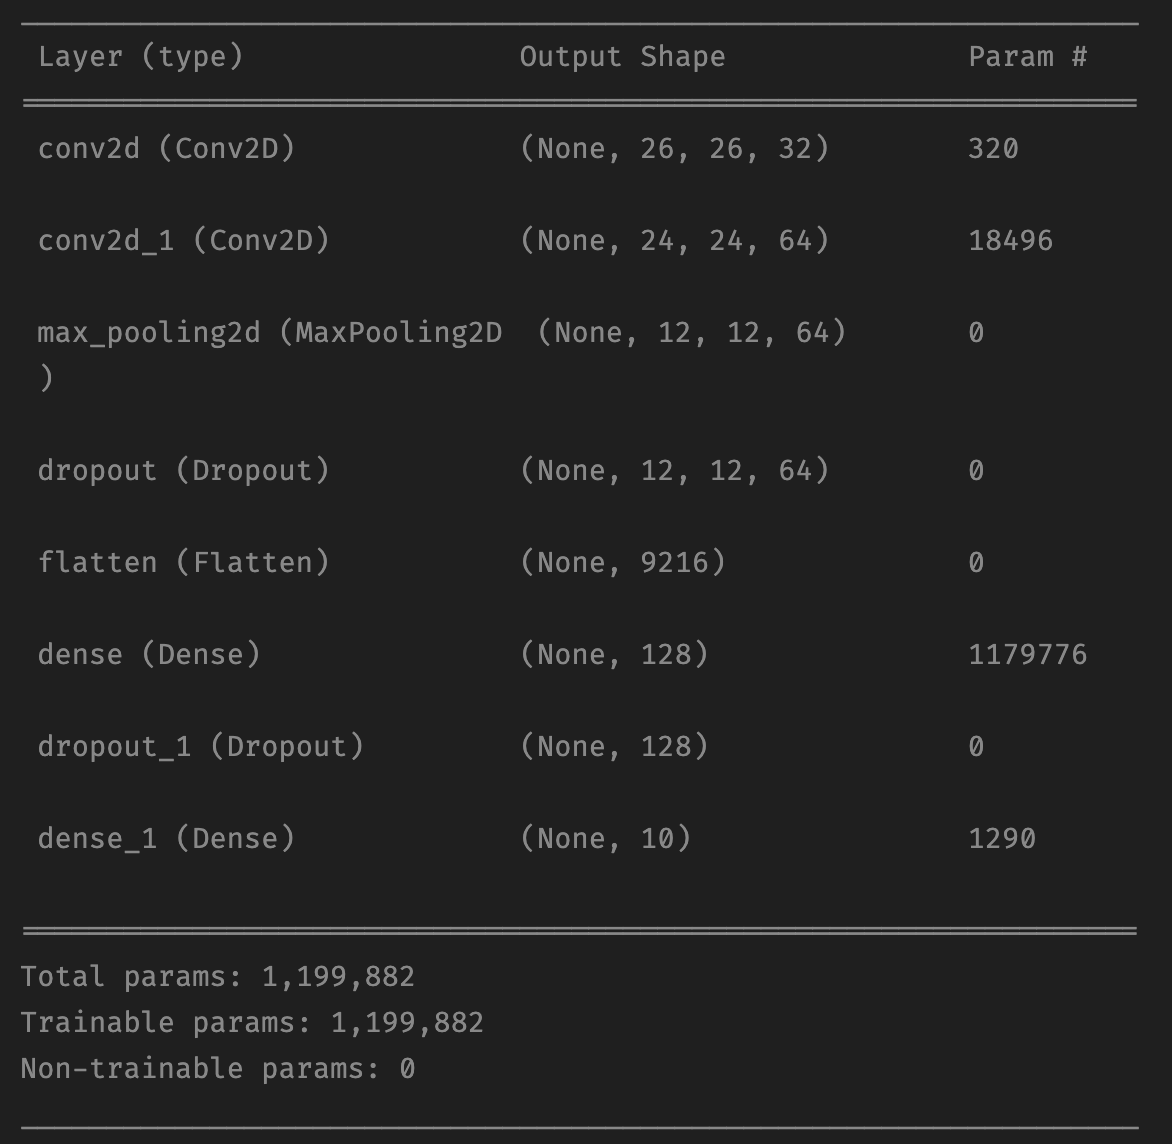 Layer (type) Output Shape Param #
conv2d (Conv2D) (None, 26, 26, 32) 320
conv2d_1 (Conv2D) (None, 24, 24, 64) 18496
max_pooling2d (MaxPooling2D (None, 12, 12, 64) 0
)
dropout (Dropout) (None, 12, 12, 64) 0
flatten (Flatten) (None, 9216) 0
dense (Dense) (None, 128) 1179776
dropout_1 (Dropout) (None, 128) 0
dense_1 (Dense) (None, 10) 1290
Total params: 1,199,882
Trainable params: 1,199,882
Non-trainable params: 0